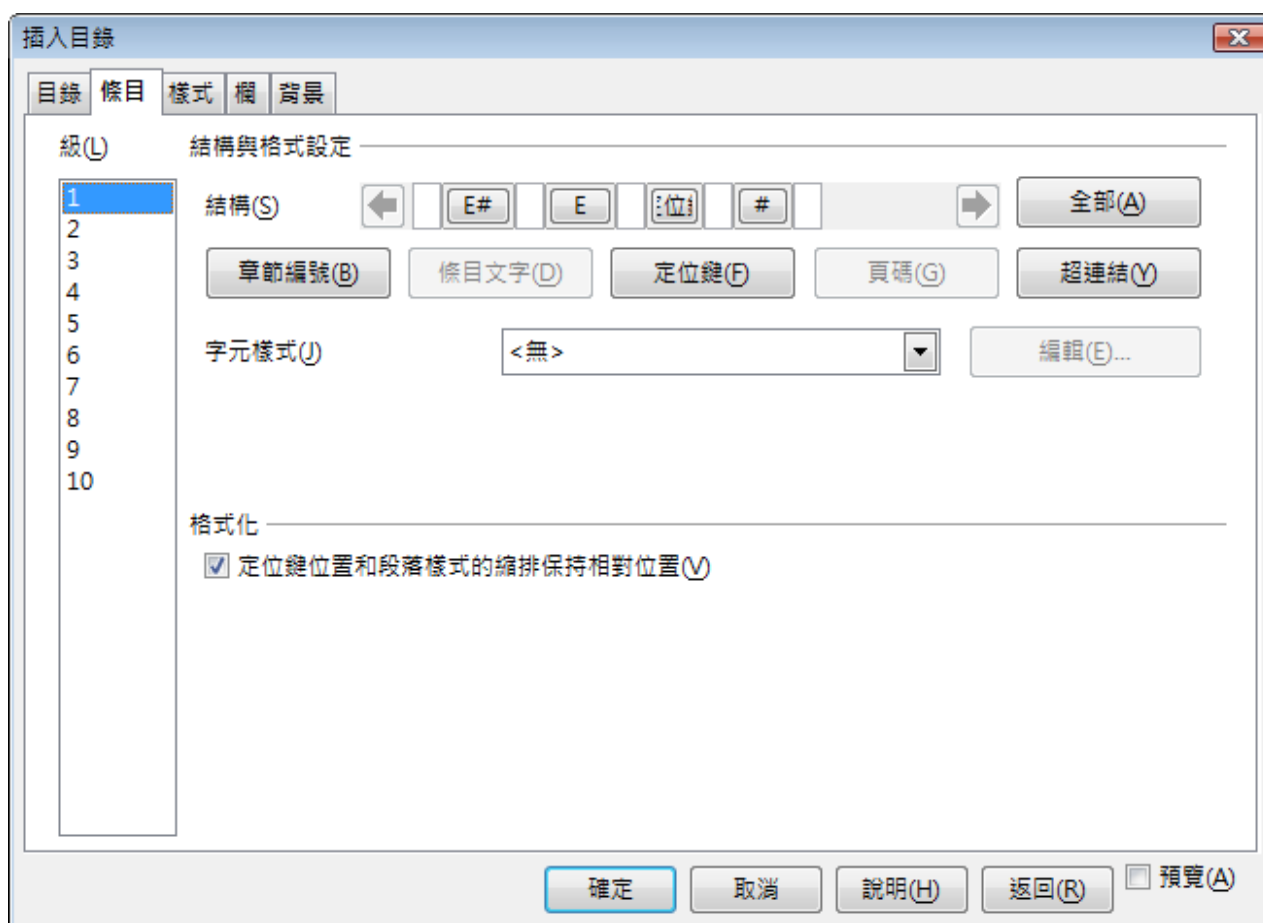 插入目錄
目錄 條目 樣式 欄 背景
級(L) 結構與格式設定
1
2
3
4
5
6
7
8
9
10
結構(S) E# E 位 # 全部(A)
章節編號(B) 條目文字(D) 定位鍵(F) 頁碼(G) 超連結(Y)
字元樣式(J) <無> 編輯(E)...
格式化
定位鍵位置和段落樣式的縮排保持相對位置(V)
確定 取消 說明(H) 返回(R) 預覽(A)